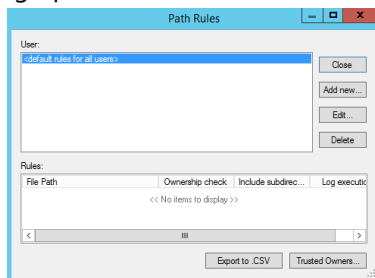 Path Rules
User:
<default rules for all users>
Close
Add new...
Edit...
Delete
Rules:
File Path Ownership check Include subdirec... Log executic
<< No items to display >>
Export to .CSV Trusted Owners...